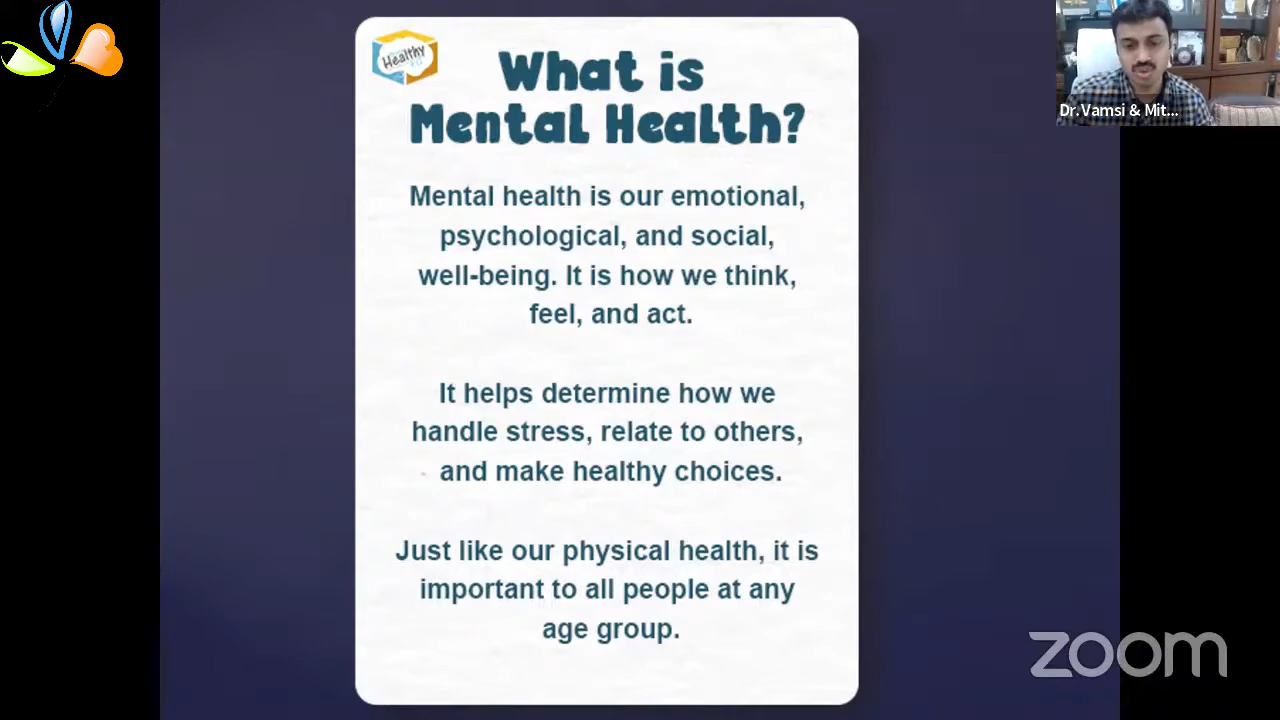 Healthy
What is
Mental Health?
Mental health is our emotional,
psychological, and social,
well-being. It is how we think,
feel, and act.
It helps determine how we
handle stress, relate to others,
and make healthy choices.
Just like our physical health, it is
important to all people at any
age group.
Dr.Vamsi & Mit...
zoom